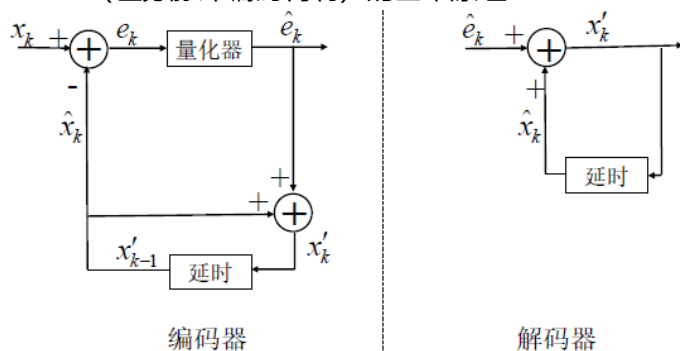 x_k + + e_k 量化器 ê_k
- x̂_k
+ +
+
x'_{k-1} 延时 x'_k
编码器
ê_k + + x'_k
+
x̂_k
延时
解码器